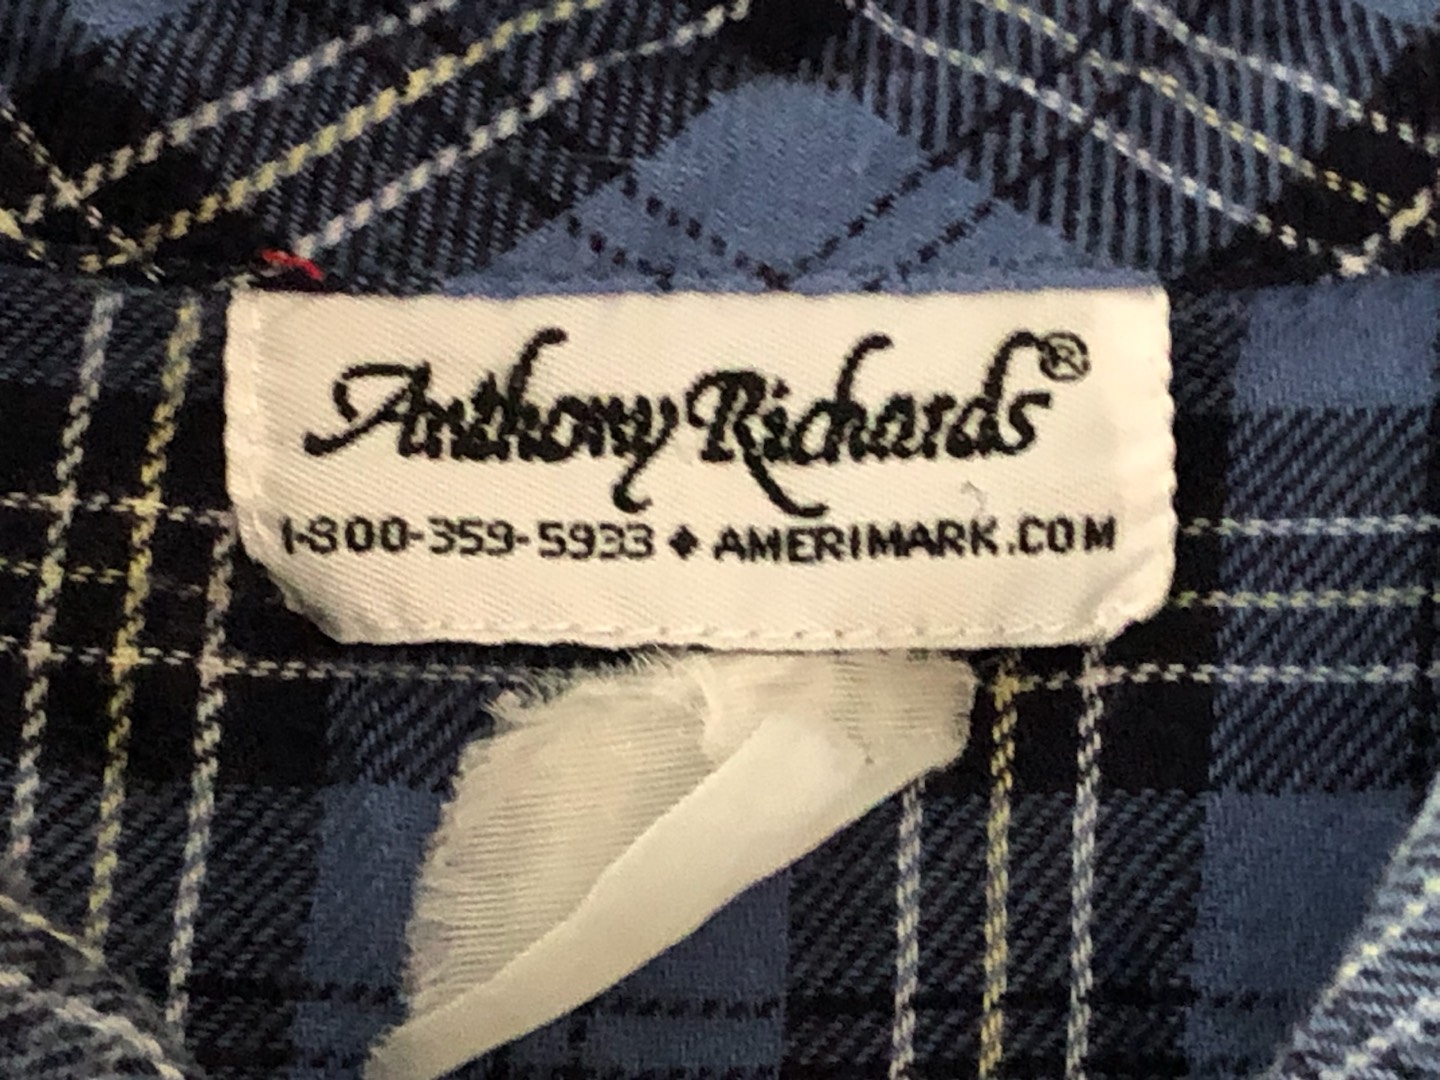 Anthony Richards®
1-800-359-5933 ◆ AMERIMARK.COM